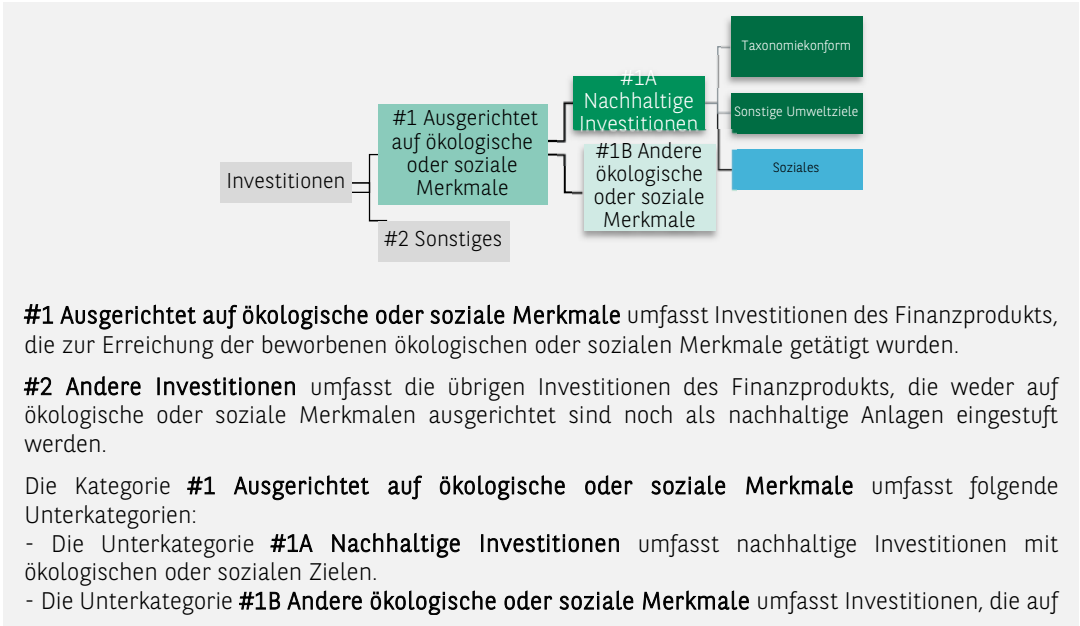 Taxonomiekonform
#1A
Nachhaltige
Investitionen
Sonstige Umweltziele
#1 Ausgerichtet
auf ökologische
oder soziale
Merkmale
#1B Andere
ökologische
oder soziale
Merkmale
Soziales
Investitionen
#2 Sonstiges
#1 Ausgerichtet auf ökologische oder soziale Merkmale umfasst Investitionen des Finanzprodukts,
die zur Erreichung der beworbenen ökologischen oder sozialen Merkmale getätigt wurden.
#2 Andere Investitionen umfasst die übrigen Investitionen des Finanzprodukts, die weder auf
ökologische oder soziale Merkmalen ausgerichtet sind noch als nachhaltige Anlagen eingestuft
werden.
Die Kategorie #1 Ausgerichtet auf ökologische oder soziale Merkmale umfasst folgende
Unterkategorien:
- Die Unterkategorie #1A Nachhaltige Investitionen umfasst nachhaltige Investitionen mit
ökologischen oder sozialen Zielen.
- Die Unterkategorie #1B Andere ökologische oder soziale Merkmale umfasst Investitionen, die auf